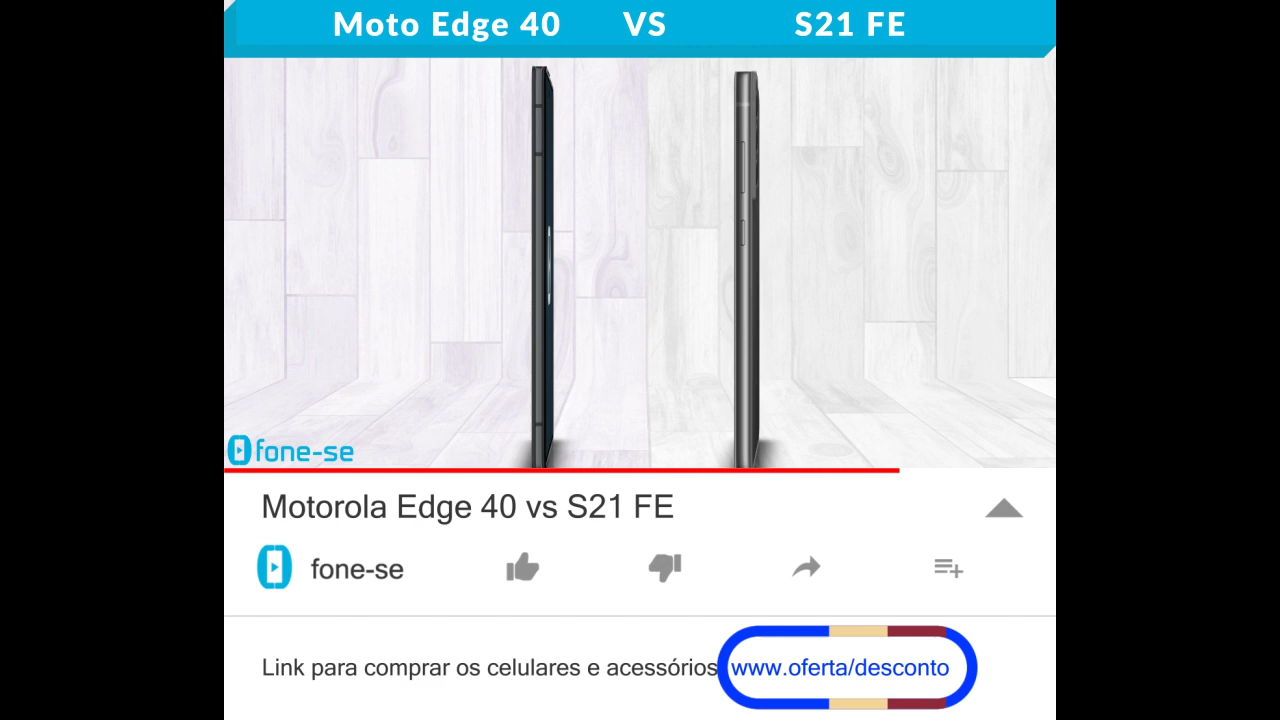 Moto Edge 40 VS S21 FE
fone-se
Motorola Edge 40 vs S21 FE
fone-se
Link para comprar os celulares e acessórios www.oferta/desconto